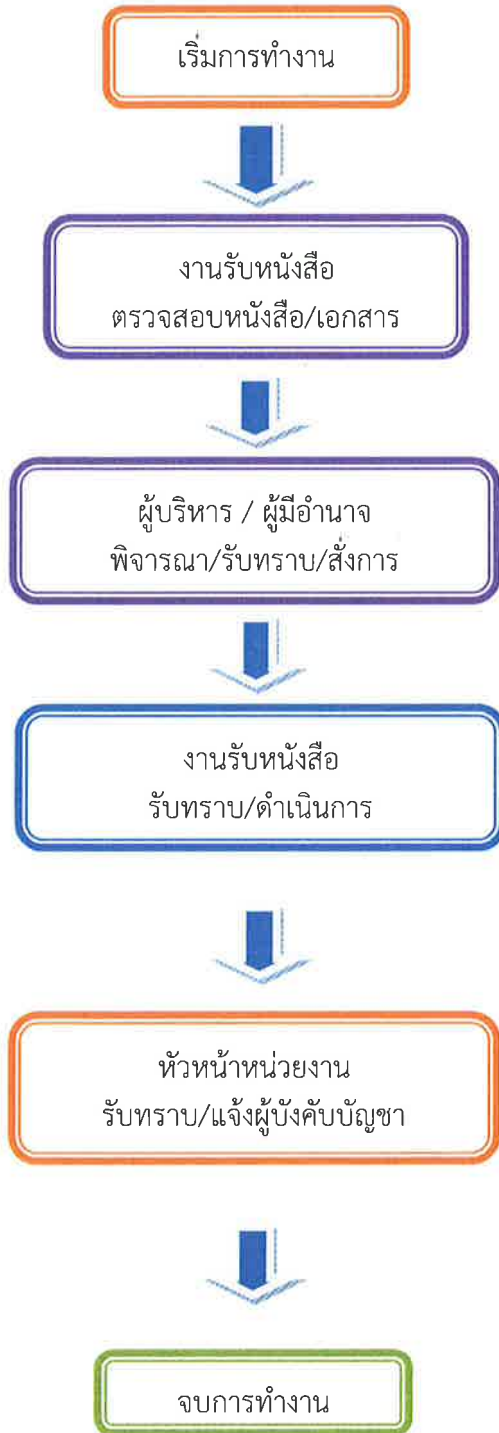 เริ่มการทำงาน
งานรับหนังสือ
ตรวจสอบหนังสือ/เอกสาร
ผู้บริหาร / ผู้มีอำนาจ
พิจารณา/รับทราบ/สั่งการ
งานรับหนังสือ
รับทราบ/ดำเนินการ
หัวหน้าหน่วยงาน
รับทราบ/แจ้งผู้บังคับบัญชา
จบการทำงาน